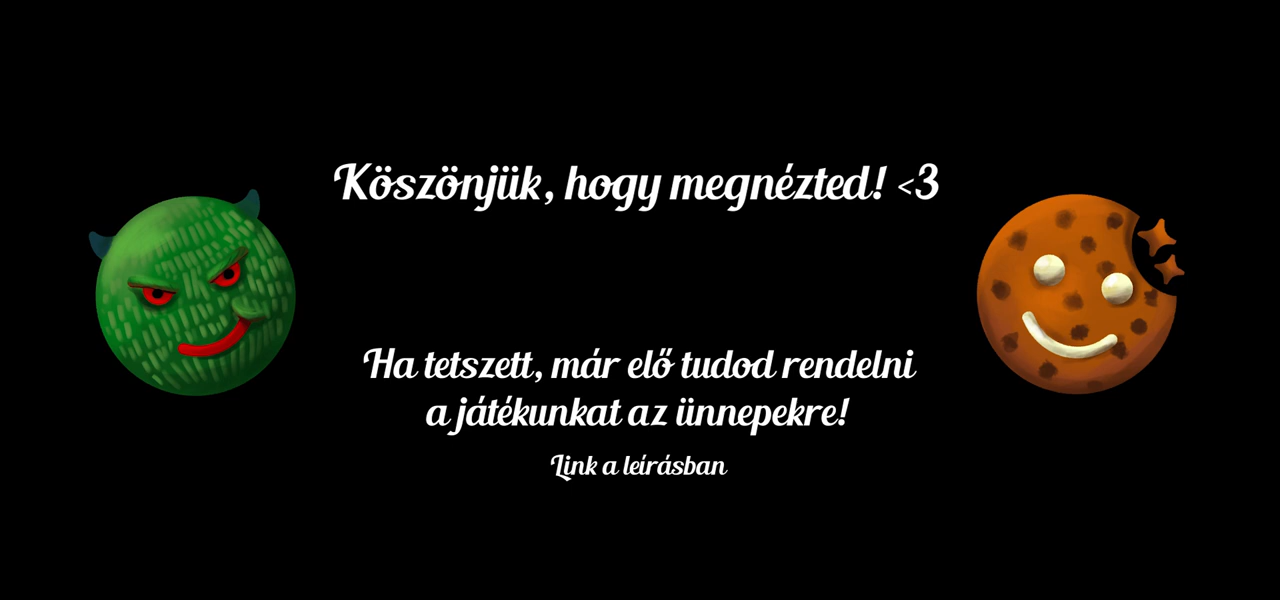 Köszönjük, hogy megnézted! <3
Ha tetszett, már elő tudod rendelni
a játékunkat az ünnepekre!
Link a leírásban